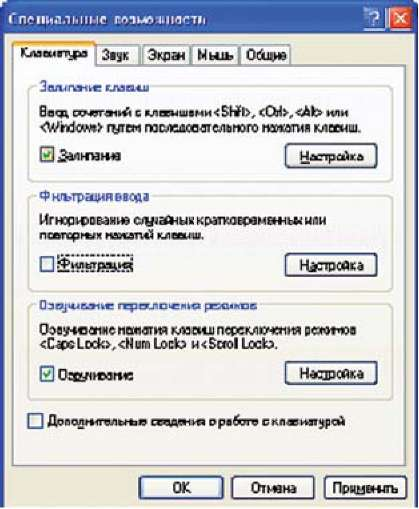 Специальные возможности
Клавиатура Звук Экран Мышь Общие
Залипание клавиш
Ввод сочетаний с клавишами <Shift>, <Ctrl>, <Alt> или
<Windows> путем последовательного нажатия клавиш.
Залипание Настройка
Фильтрация ввода
Игнорирование случайных кратковременных или
повторных нажатий клавиш.
Фильтрация Настройка
Озвучивание переключения режимов
Озвучивание нажатия клавиш переключения режимов
<Caps Lock>, <Num Lock> и <Scroll Lock>.
Озвучивание Настройка
Дополнительные сведения о работе с клавиатурой
OK Отмена Применить